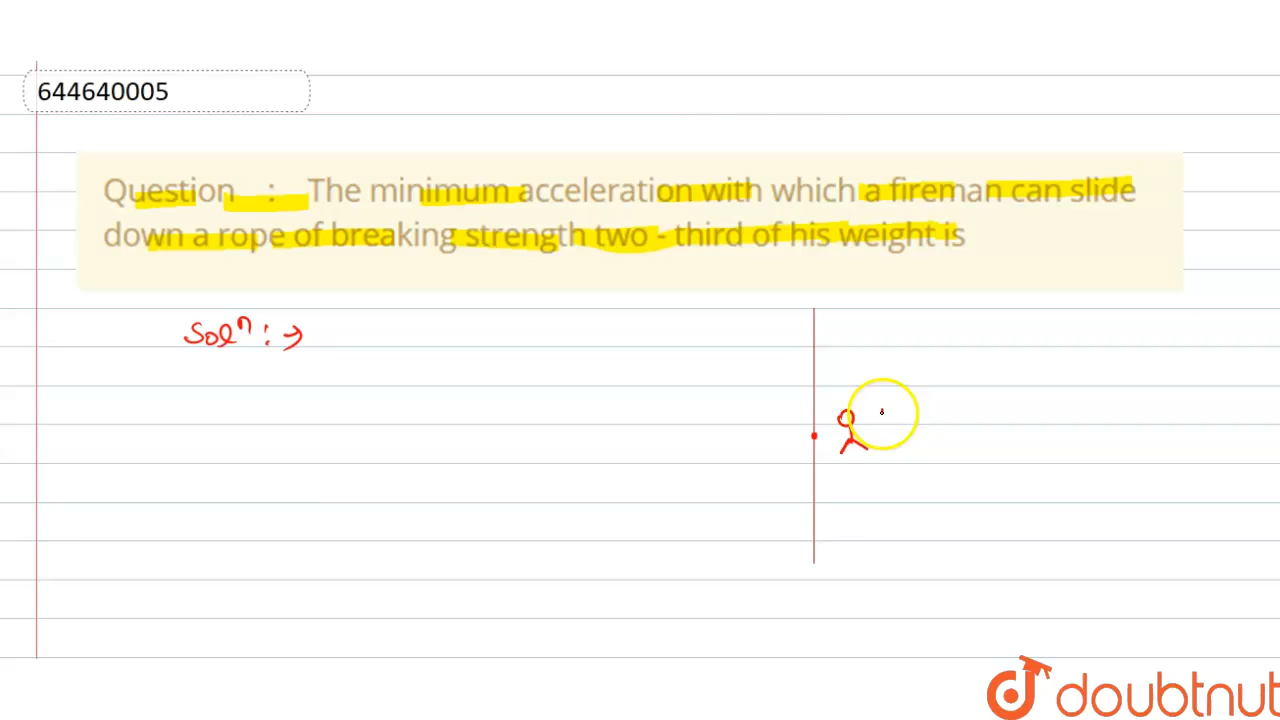 644640005
Question : The minimum acceleration with which a fireman can slide
down a rope of breaking strength two - third of his weight is
Solⁿ : →
doubtnut